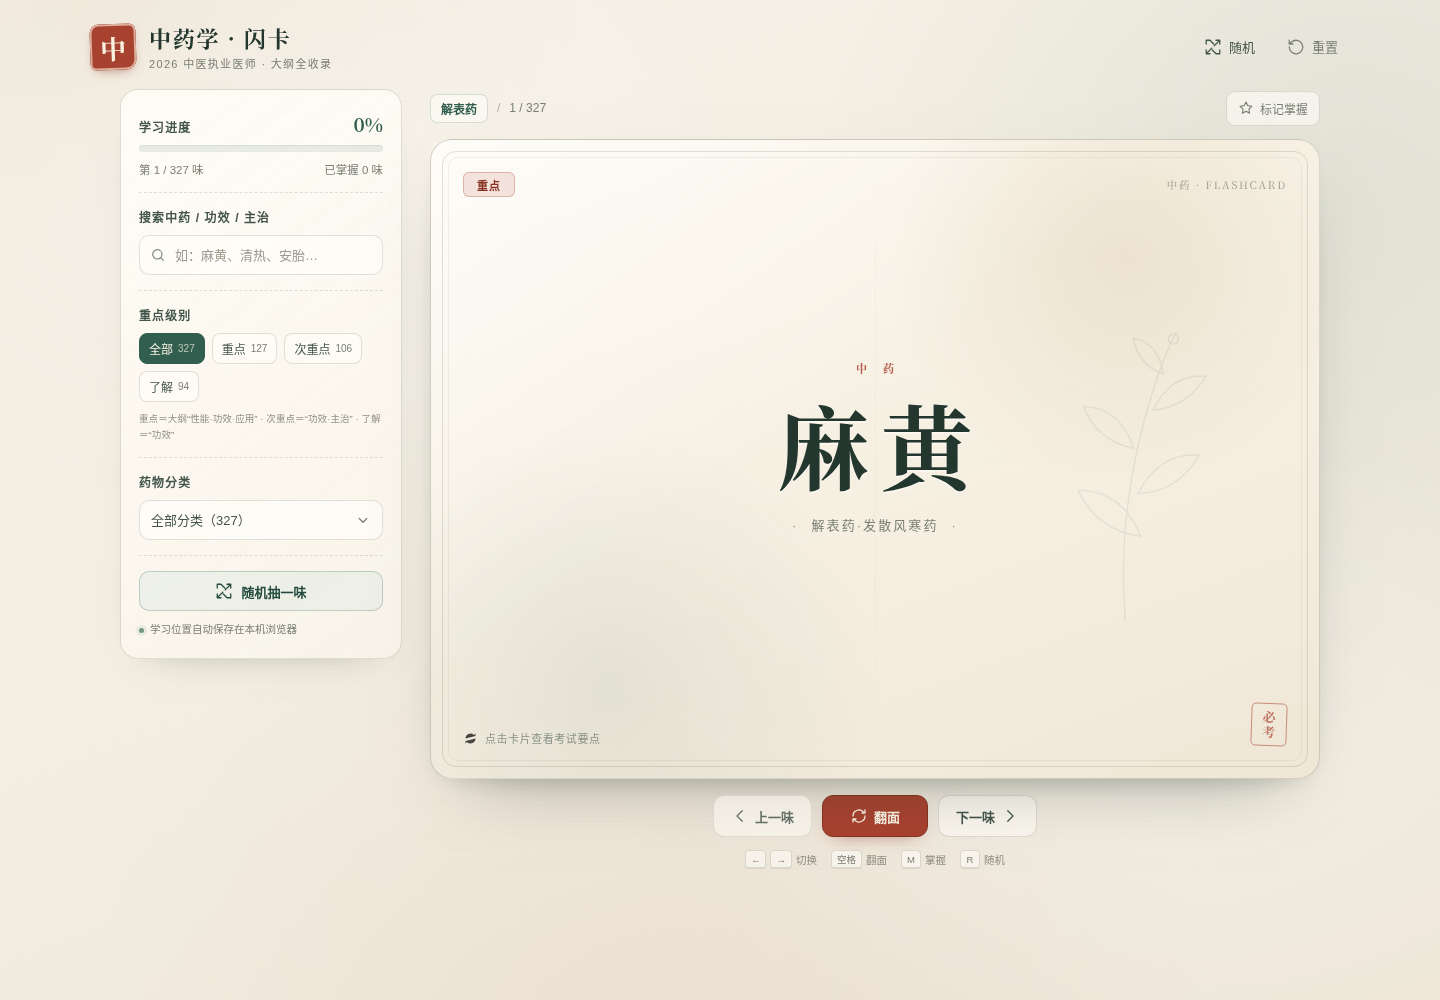 中
中药学 · 闪卡
2026 中医执业医师 · 大纲全收录
随机
重置
学习进度
0%
第 1 / 327 味
已掌握 0 味
搜索中药 / 功效 / 主治
如：麻黄、清热、安胎…
重点级别
全部 327
重点 127
次重点 106
了解 94
重点＝大纲“性能·功效·应用” · 次重点＝“功效·主治” · 了解
＝“功效”
药物分类
全部分类（327）
随机抽一味
学习位置自动保存在本机浏览器
解表药 / 1 / 327
标记掌握
重点
中药 · FLASHCARD
中 药
麻黄
· 解表药·发散风寒药 ·
必
考
点击卡片查看考试要点
上一味
翻面
下一味
← → 切换 空格 翻面 M 掌握 R 随机